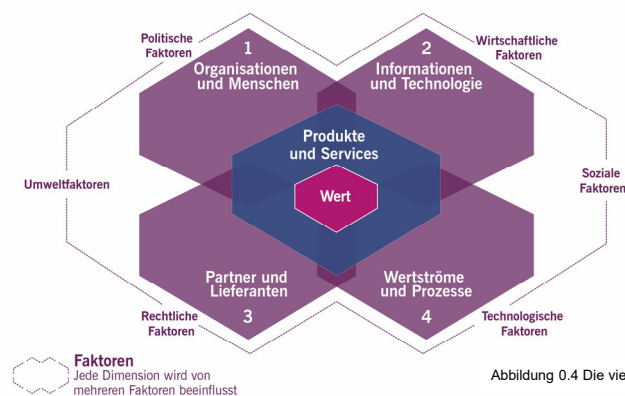 Politische
Faktoren
1
Organisationen
und Menschen
2
Informationen
und Technologie
Wirtschaftliche
Faktoren
Produkte
und Services
Umweltfaktoren
Wert
Soziale
Faktoren
Partner und
Lieferanten
3
Wertströme
und Prozesse
4
Rechtliche
Faktoren
Technologische
Faktoren
Faktoren
Jede Dimension wird von
mehreren Faktoren beeinflusst
Abbildung 0.4 Die vie